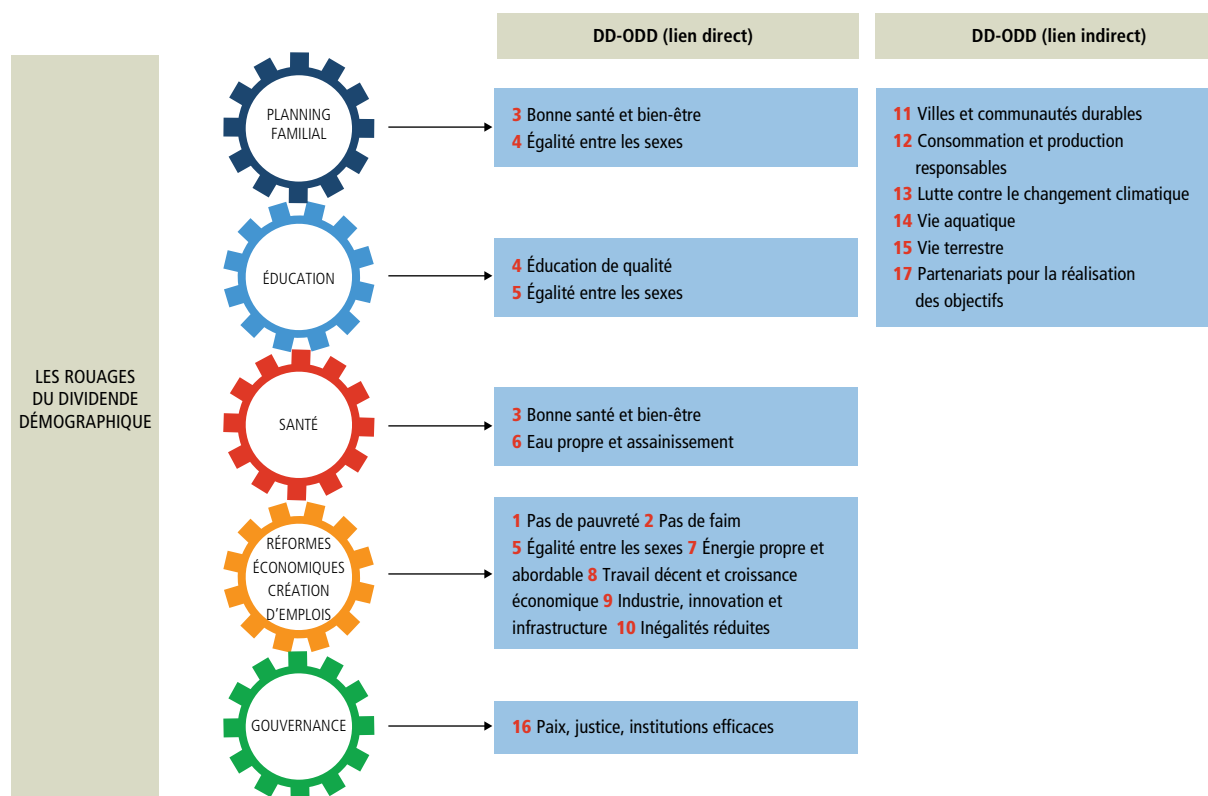 DD-ODD (lien direct)
DD-ODD (lien indirect)
LES ROUAGES
DU DIVIDENDE
DÉMOGRAPHIQUE
PLANNING
FAMILIAL
3 Bonne santé et bien-être
4 Égalité entre les sexes
11 Villes et communautés durables
12 Consommation et production
responsables
13 Lutte contre le changement climatique
14 Vie aquatique
15 Vie terrestre
17 Partenariats pour la réalisation
des objectifs
ÉDUCATION
4 Éducation de qualité
5 Égalité entre les sexes
SANTÉ
3 Bonne santé et bien-être
6 Eau propre et assainissement
RÉFORMES
ÉCONOMIQUES
CRÉATION
D'EMPLOIS
1 Pas de pauvreté 2 Pas de faim
5 Égalité entre les sexes 7 Énergie propre et
abordable 8 Travail décent et croissance
économique 9 Industrie, innovation et
infrastructure 10 Inégalités réduites
GOUVERNANCE
16 Paix, justice, institutions efficaces